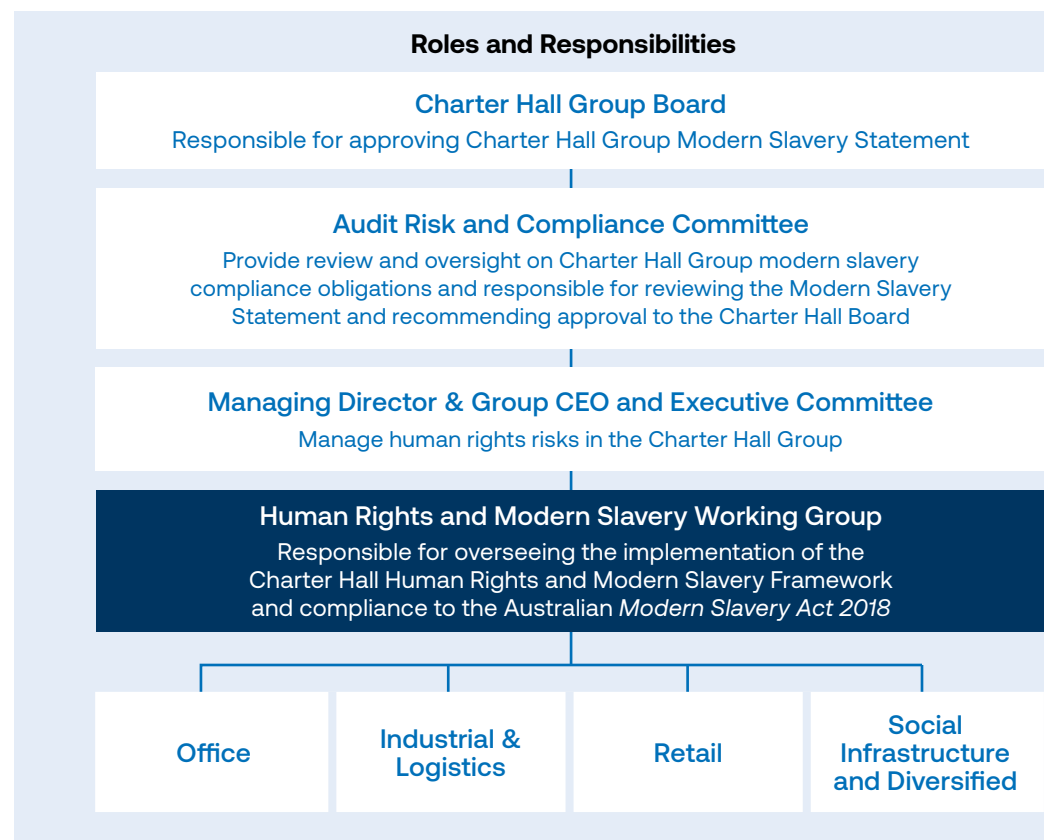 Roles and Responsibilities
Charter Hall Group Board
Responsible for approving Charter Hall Group Modern Slavery Statement
Audit Risk and Compliance Committee
Provide review and oversight on Charter Hall Group modern slavery
compliance obligations and responsible for reviewing the Modern Slavery
Statement and recommending approval to the Charter Hall Board
Managing Director & Group CEO and Executive Committee
Manage human rights risks in the Charter Hall Group
Human Rights and Modern Slavery Working Group
Responsible for overseeing the implementation of the
Charter Hall Human Rights and Modern Slavery Framework
and compliance to the Australian Modern Slavery Act 2018
Office
Industrial &
Logistics
Retail
Social
Infrastructure
and Diversified